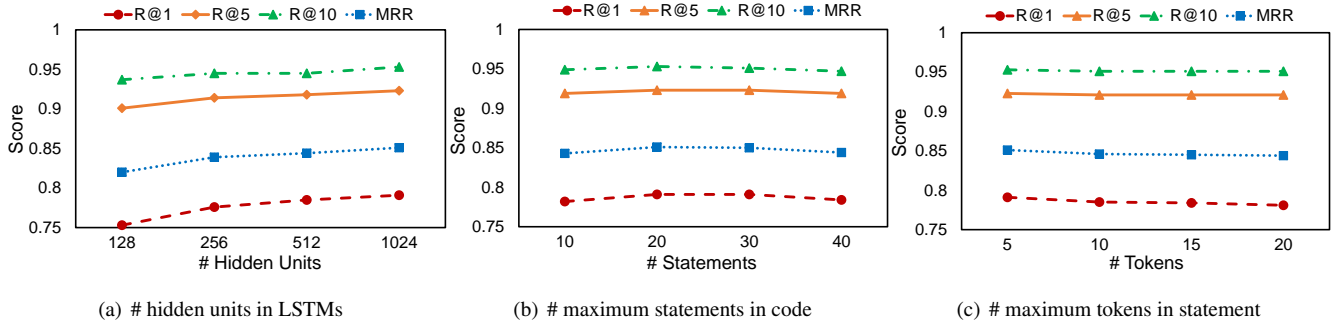 R@1 R@5 R@10 MRR
1
0.95
0.9
0.85
0.8
0.75
Score
128 256 512 1024
# Hidden Units
(a) # hidden units in LSTMs
R@1 R@5 R@10 MRR
1
0.95
0.9
0.85
0.8
0.75
Score
10 20 30 40
# Statements
(b) # maximum statements in code
R@1 R@5 R@10 MRR
1
0.95
0.9
0.85
0.8
0.75
Score
5 10 15 20
# Tokens
(c) # maximum tokens in statement